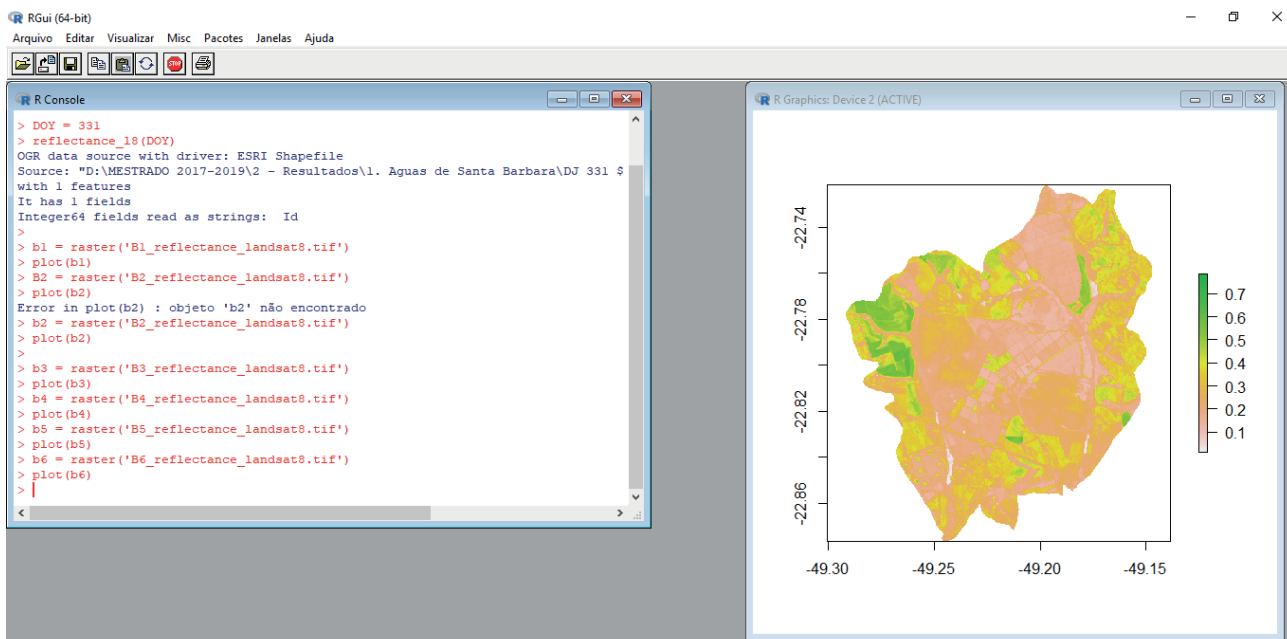 RGui (64-bit)
Arquivo Editar Visualizar Misc Pacotes Janelas Ajuda
STOP
R Console
> DOY = 331
> reflectance_l8(DOY)
OGR data source with driver: ESRI Shapefile
Source: "D:\MESTRADO 2017-2019\2 - Resultados\1. Aguas de Santa Barbara\DJ 331 $
with 1 features
It has 1 fields
Integer64 fields read as strings:  Id
>
> b1 = raster('B1_reflectance_landsat8.tif')
> plot(b1)
> B2 = raster('B2_reflectance_landsat8.tif')
> plot(b2)
Error in plot(b2) : objeto 'b2' não encontrado
> b2 = raster('B2_reflectance_landsat8.tif')
> plot(b2)
>
> b3 = raster('B3_reflectance_landsat8.tif')
> plot(b3)
> b4 = raster('B4_reflectance_landsat8.tif')
> plot(b4)
> b5 = raster('B5_reflectance_landsat8.tif')
> plot(b5)
> b6 = raster('B6_reflectance_landsat8.tif')
> plot(b6)
>
R Graphics: Device 2 (ACTIVE)
-22.74
-22.78
-22.82
-22.86
-49.30
-49.25
-49.20
-49.15
0.7
0.6
0.5
0.4
0.3
0.2
0.1